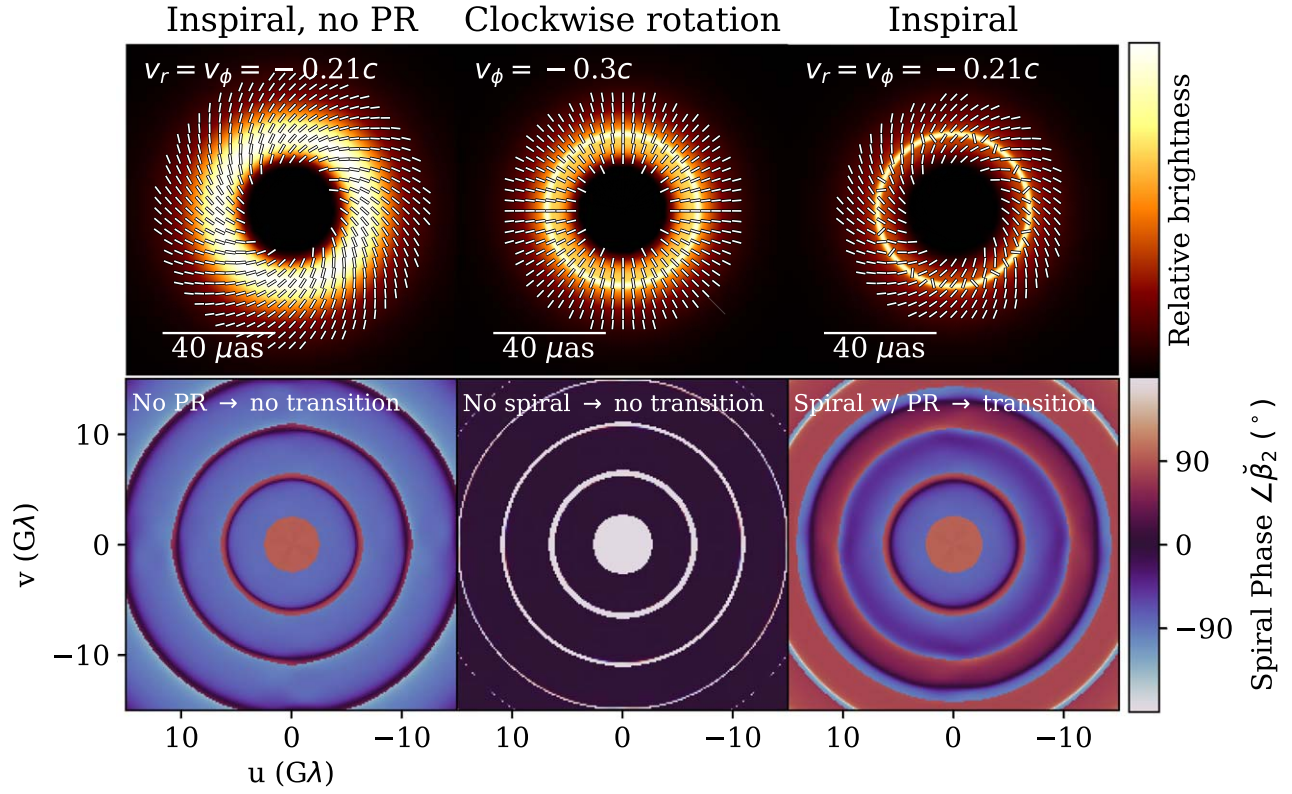 Inspiral, no PR Clockwise rotation Inspiral
v_r = v_ϕ = −0.21c v_ϕ = −0.3c v_r = v_ϕ = −0.21c
40 μas 40 μas 40 μas
Relative brightness
No PR → no transition No spiral → no transition Spiral w/ PR → transition
10
0
−10
v (Gλ)
10 0 −10 10 0 −10 10 0 −10
u (Gλ)
90
0
−90
Spiral Phase ∠β̆₂ (°)